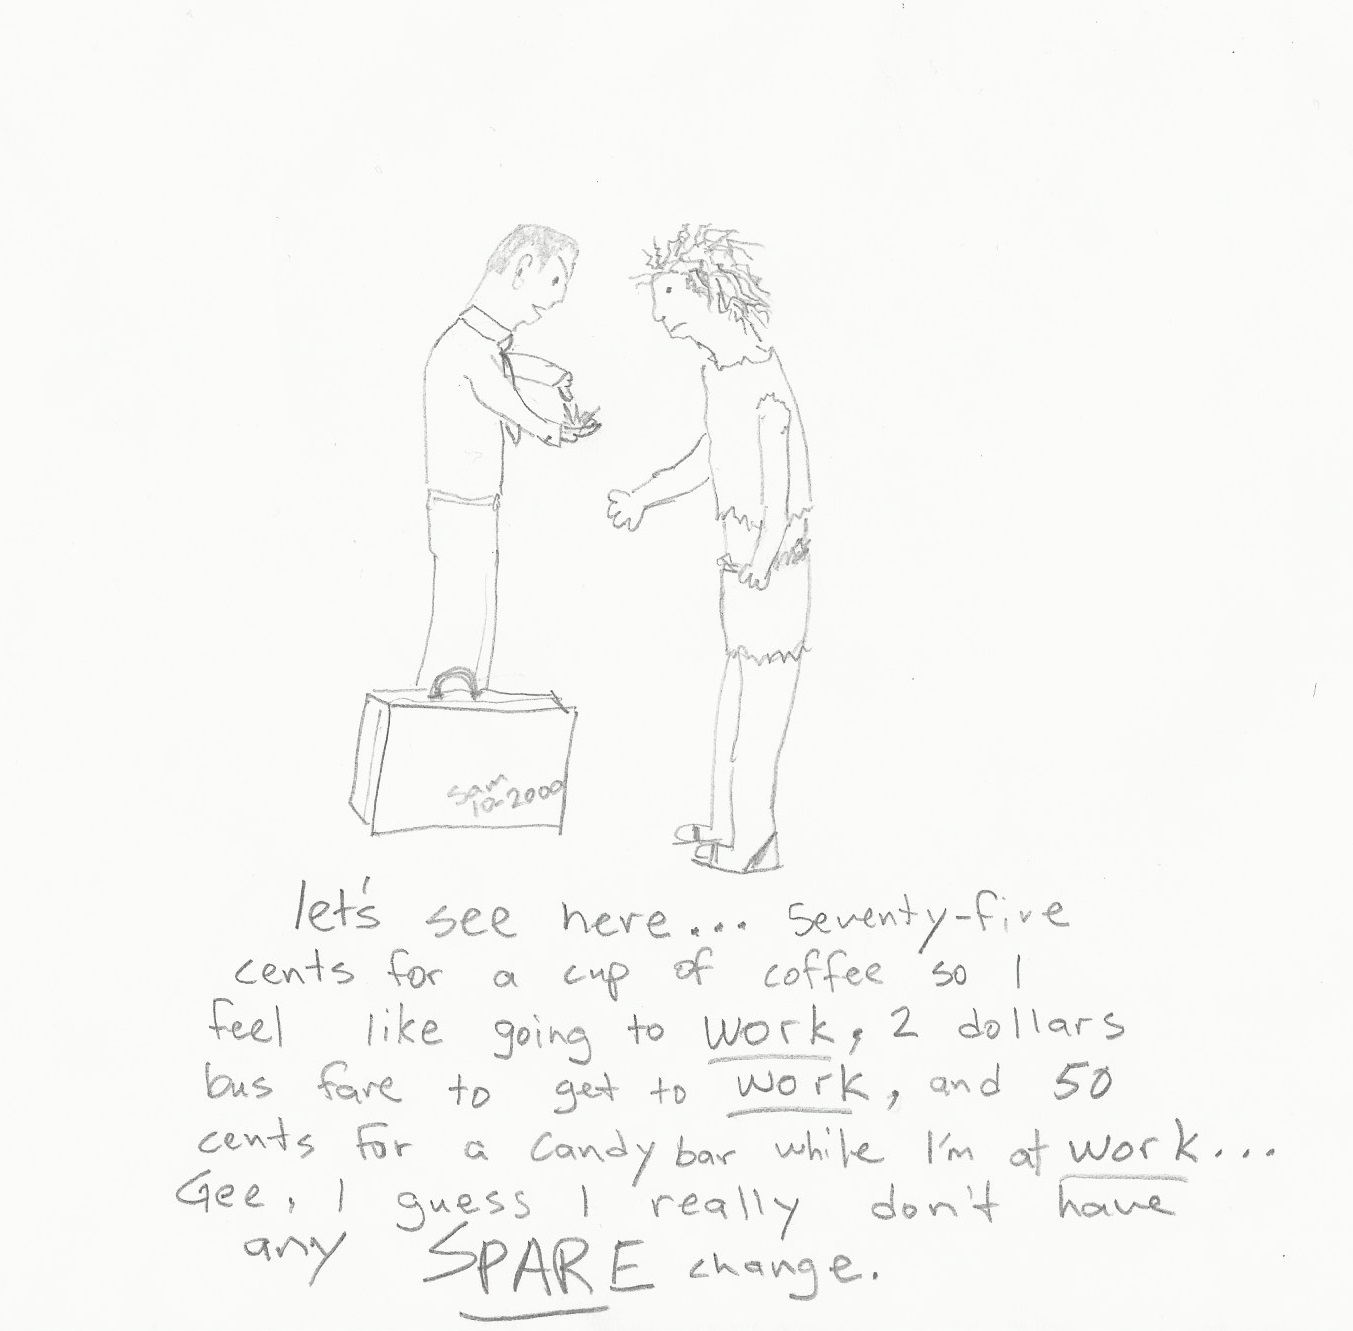 Sam
10-2000
let's see here... Seventy-five
cents for a cup of coffee so I
feel like going to work, 2 dollars
bus fare to get to work, and 50
cents for a candy bar while I'm at work...
Gee, I guess I really don't have
any SPARE change.